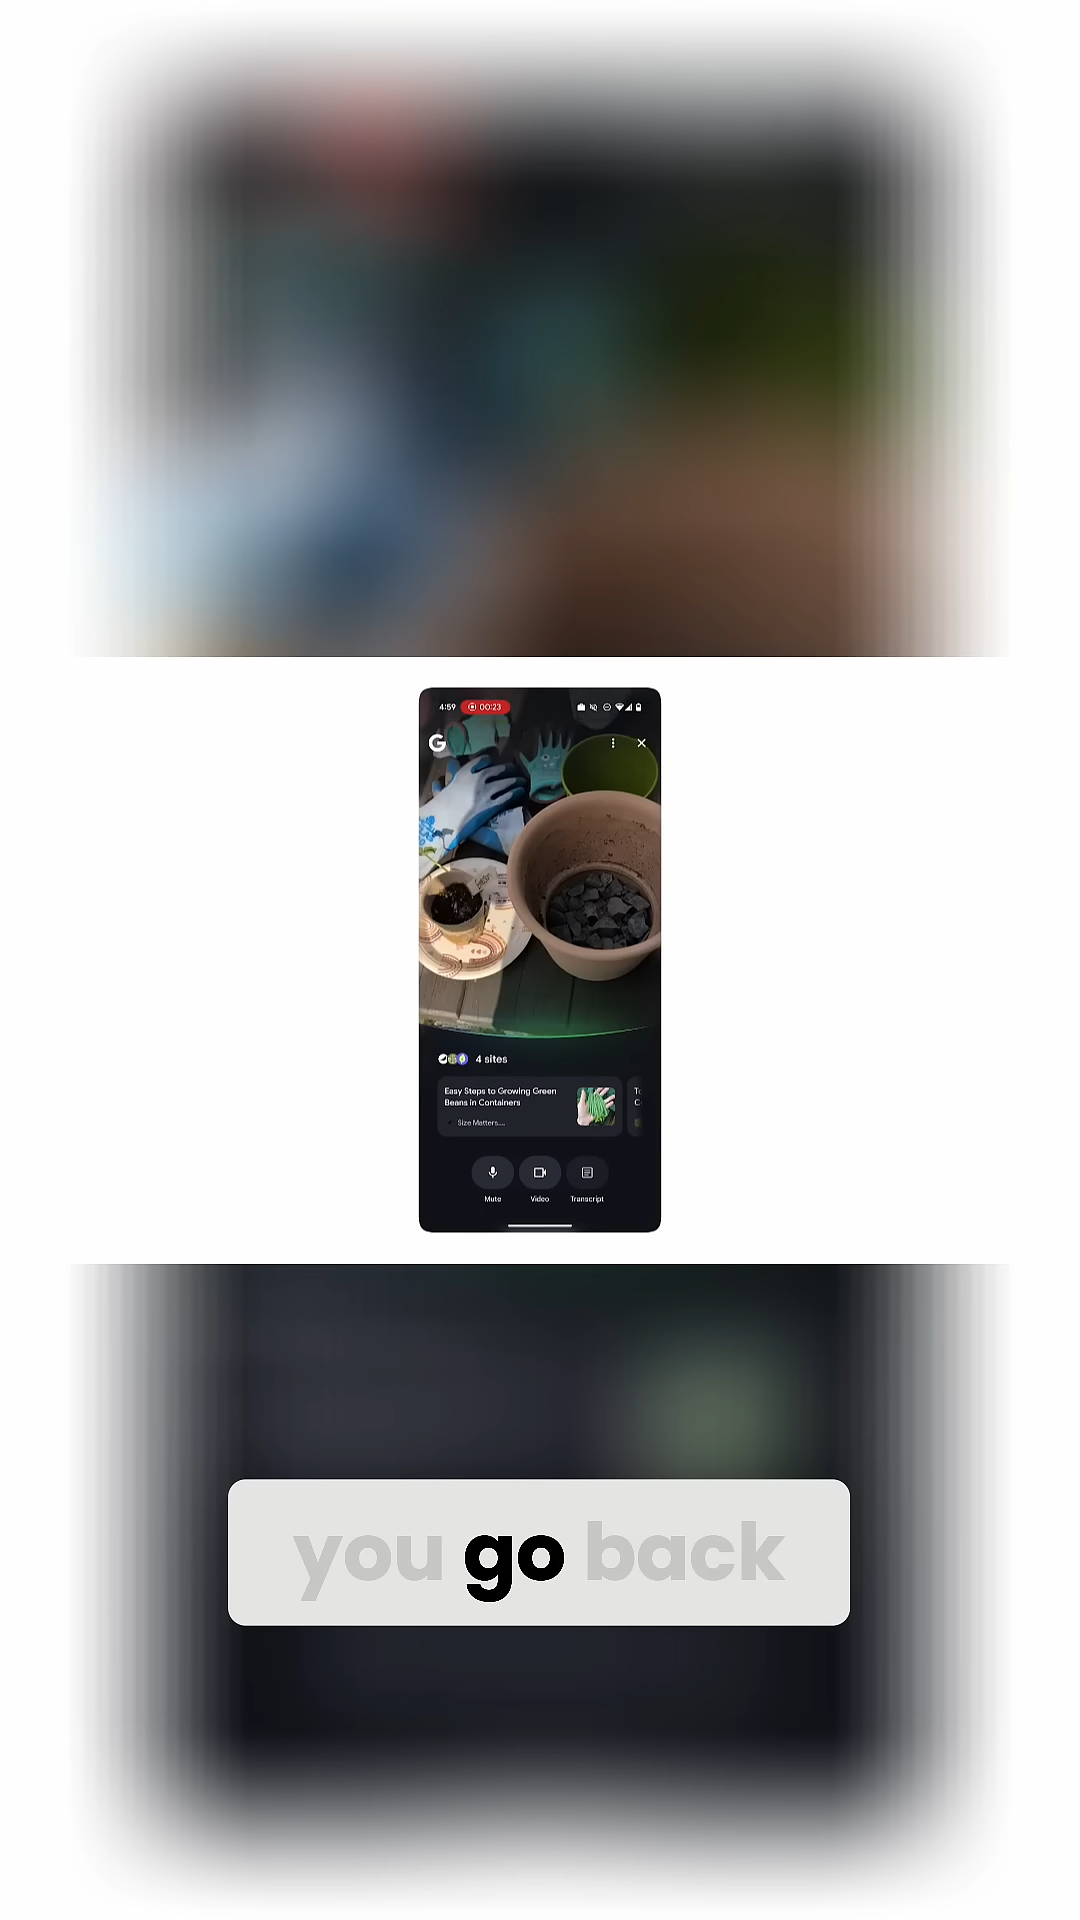 4:59 00:23
G
4 sites
Easy Steps to Growing Green
Beans in Containers
Size Matters....
Mute Video Transcript
you go back